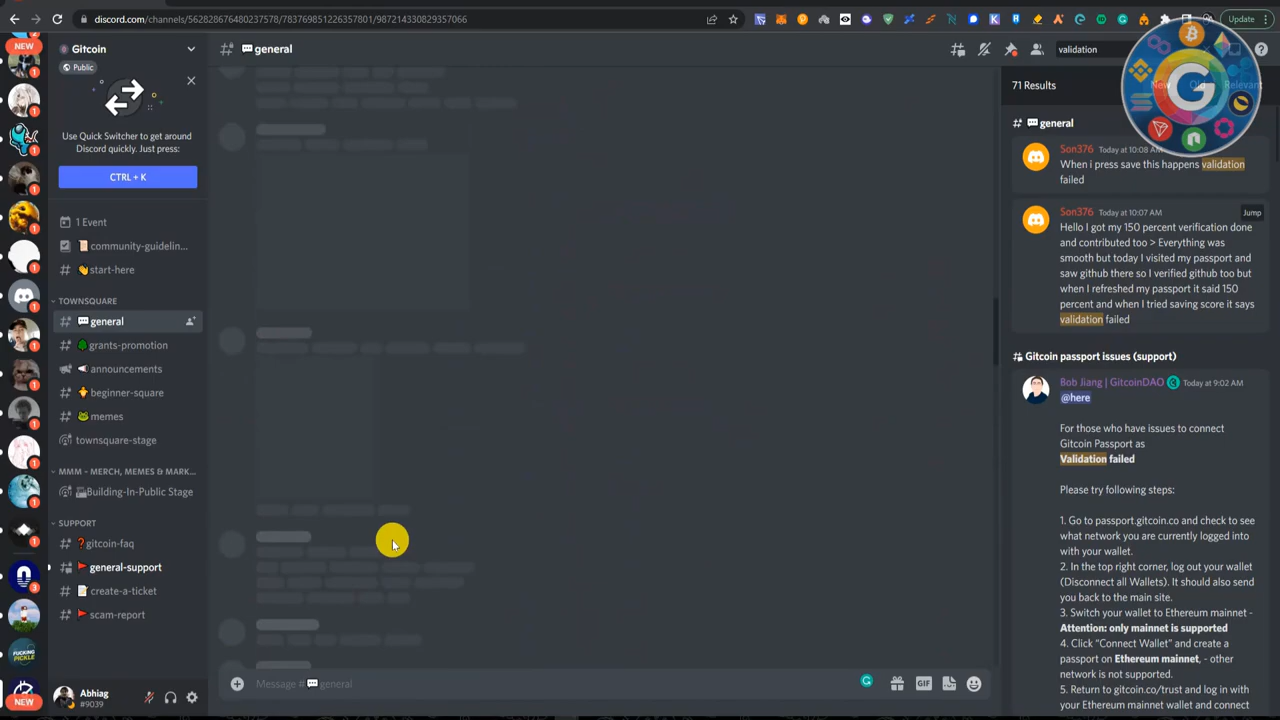 discord.com/channels/562828676480237578/783769851226357801/987214330829357066
Update
NEW
Gitcoin
Public
Use Quick Switcher to get around
Discord quickly. Just press:
CTRL + K
1 Event
community-guidelin...
start-here
TOWNSQUARE
general
grants-promotion
announcements
beginner-square
memes
townsquare-stage
MMM - MERCH, MEMES & MARK...
Building-In-Public Stage
SUPPORT
gitcoin-faq
general-support
create-a-ticket
scam-report
Abhiag
#9039
NEW
general
Message # general
GIF
validation
71 Results
New
Old
Relevant
general
Son376 Today at 10:08 AM
When i press save this happens validation
failed
Son376 Today at 10:07 AM
Jump
Hello I got my 150 percent verification done
and contributed too > Everything was
smooth but today I visited my passport and
saw github there so I verified github too but
when I refreshed my passport it said 150
percent and when I tried saving score it says
validation failed
Gitcoin passport issues (support)
Bob Jiang | GitcoinDAO Today at 9:02 AM
@here
For those who have issues to connect
Gitcoin Passport as
Validation failed
Please try following steps:
1. Go to passport.gitcoin.co and check to see
what network you are currently logged into
with your wallet.
2. In the top right corner, log out your wallet
(Disconnect all Wallets). It should also send
you back to the main site.
3. Switch your wallet to Ethereum mainnet -
Attention: only mainnet is supported
4. Click “Connect Wallet” and create a
passport on Ethereum mainnet, - other
network is not supported.
5. Return to gitcoin.co/trust and log in with
your Ethereum mainnet wallet and connect